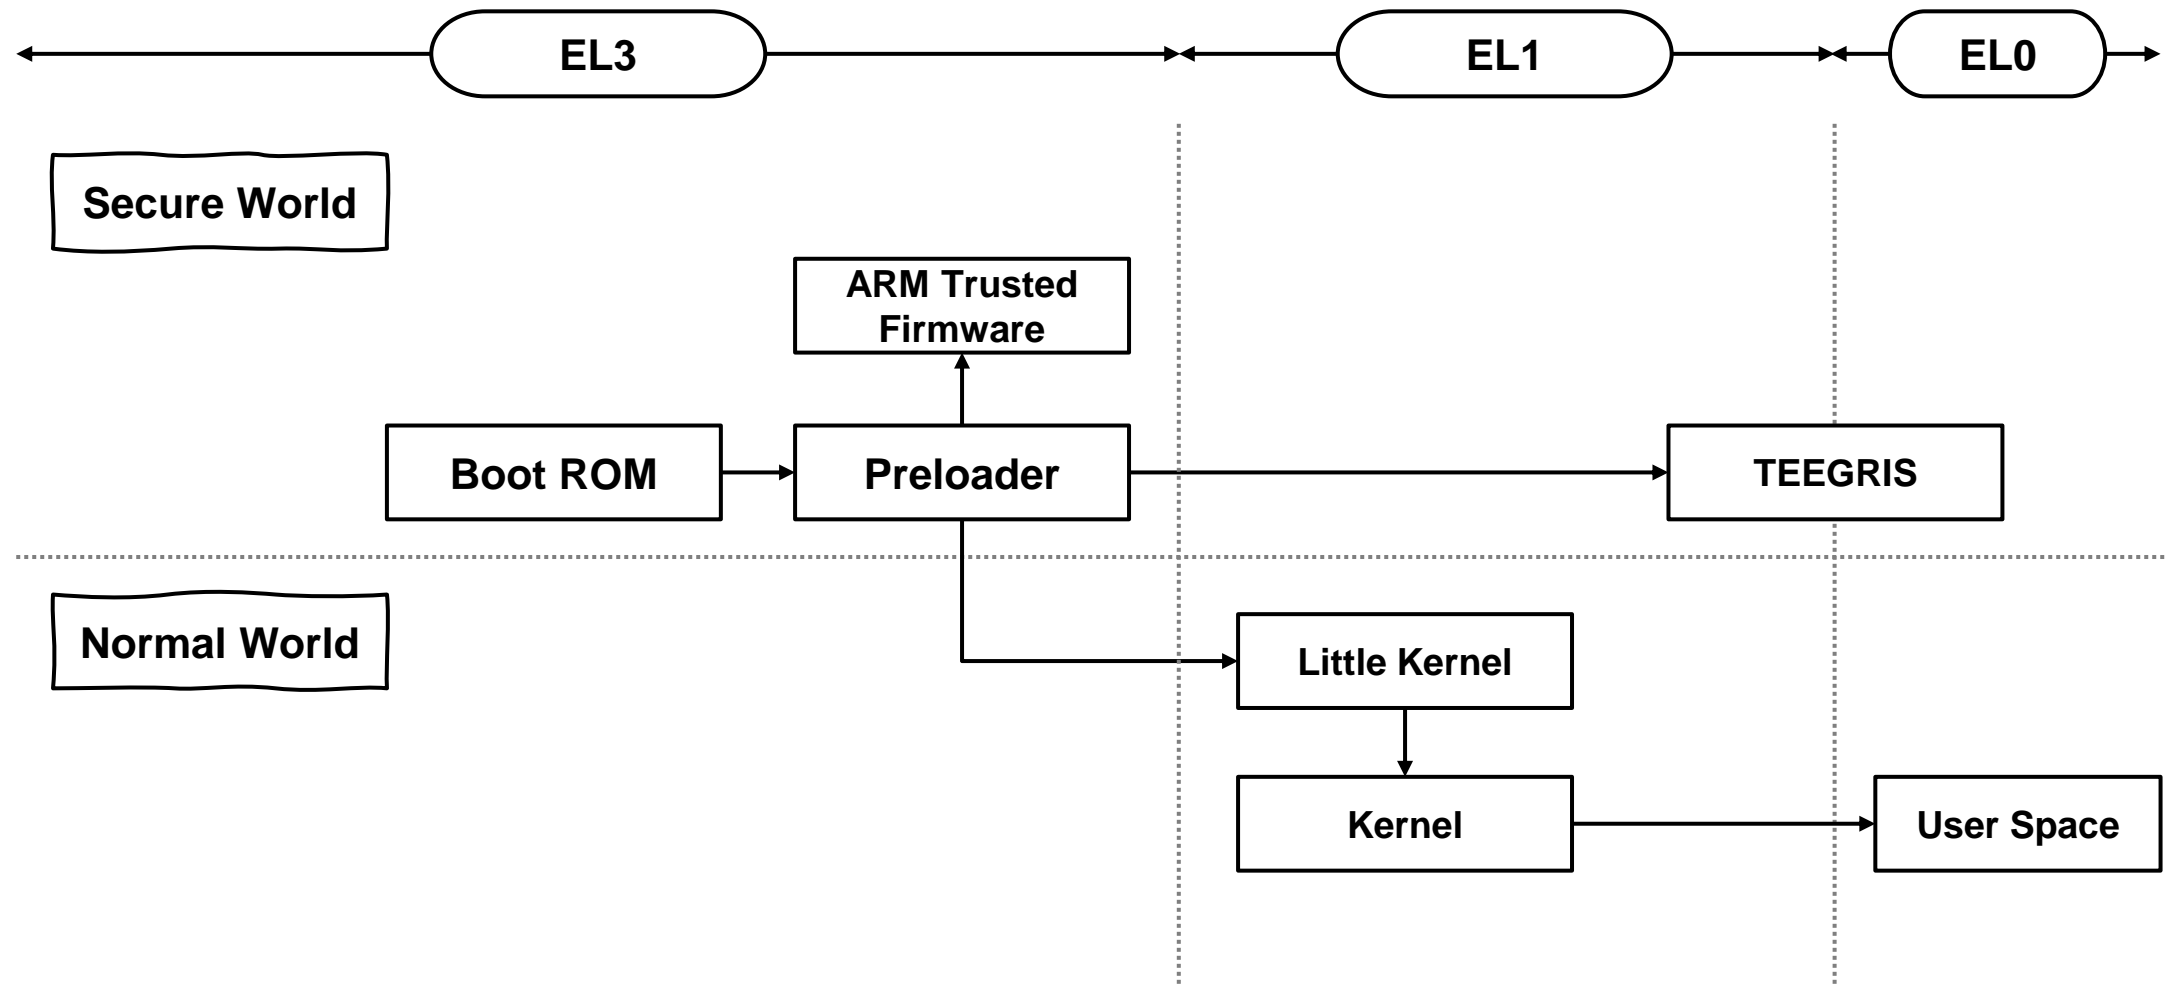 EL3
EL1
EL0
Secure World
ARM Trusted
Firmware
Boot ROM
Preloader
TEEGRIS
Normal World
Little Kernel
Kernel
User Space